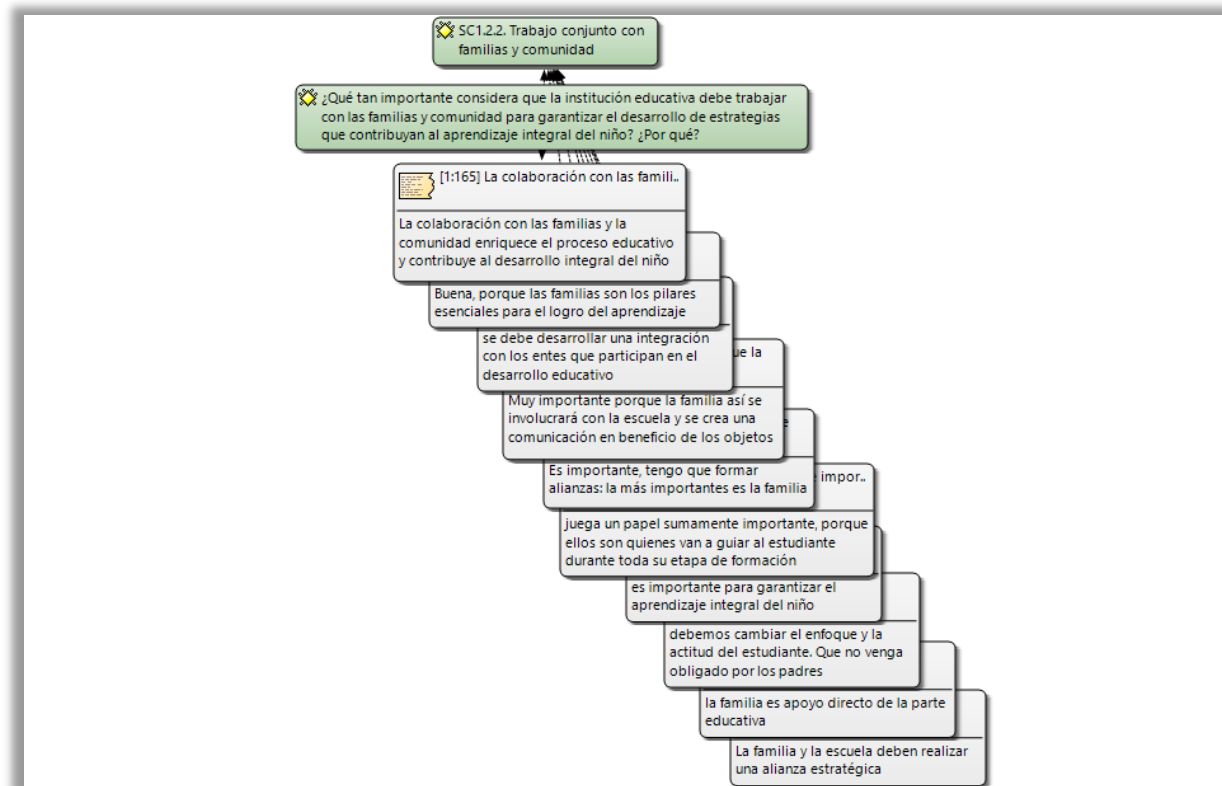 SC1.2.2. Trabajo conjunto con
familias y comunidad
¿Qué tan importante considera que la institución educativa debe trabajar
con las familias y comunidad para garantizar el desarrollo de estrategias
que contribuyan al aprendizaje integral del niño? ¿Por qué?
[1:165] La colaboración con las famili..
La colaboración con las familias y la
comunidad enriquece el proceso educativo
y contribuye al desarrollo integral del niño
Buena, porque las familias son los pilares
esenciales para el logro del aprendizaje
se debe desarrollar una integración
con los entes que participan en el
desarrollo educativo
ue la
Muy importante porque la familia así se
involucrará con la escuela y se crea una
comunicación en beneficio de los objetos
Es importante, tengo que formar
alianzas: la más importantes es la familia
impor..
juega un papel sumamente importante, porque
ellos son quienes van a guiar al estudiante
durante toda su etapa de formación
es importante para garantizar el
aprendizaje integral del niño
debemos cambiar el enfoque y la
actitud del estudiante. Que no venga
obligado por los padres
la familia es apoyo directo de la parte
educativa
La familia y la escuela deben realizar
una alianza estratégica